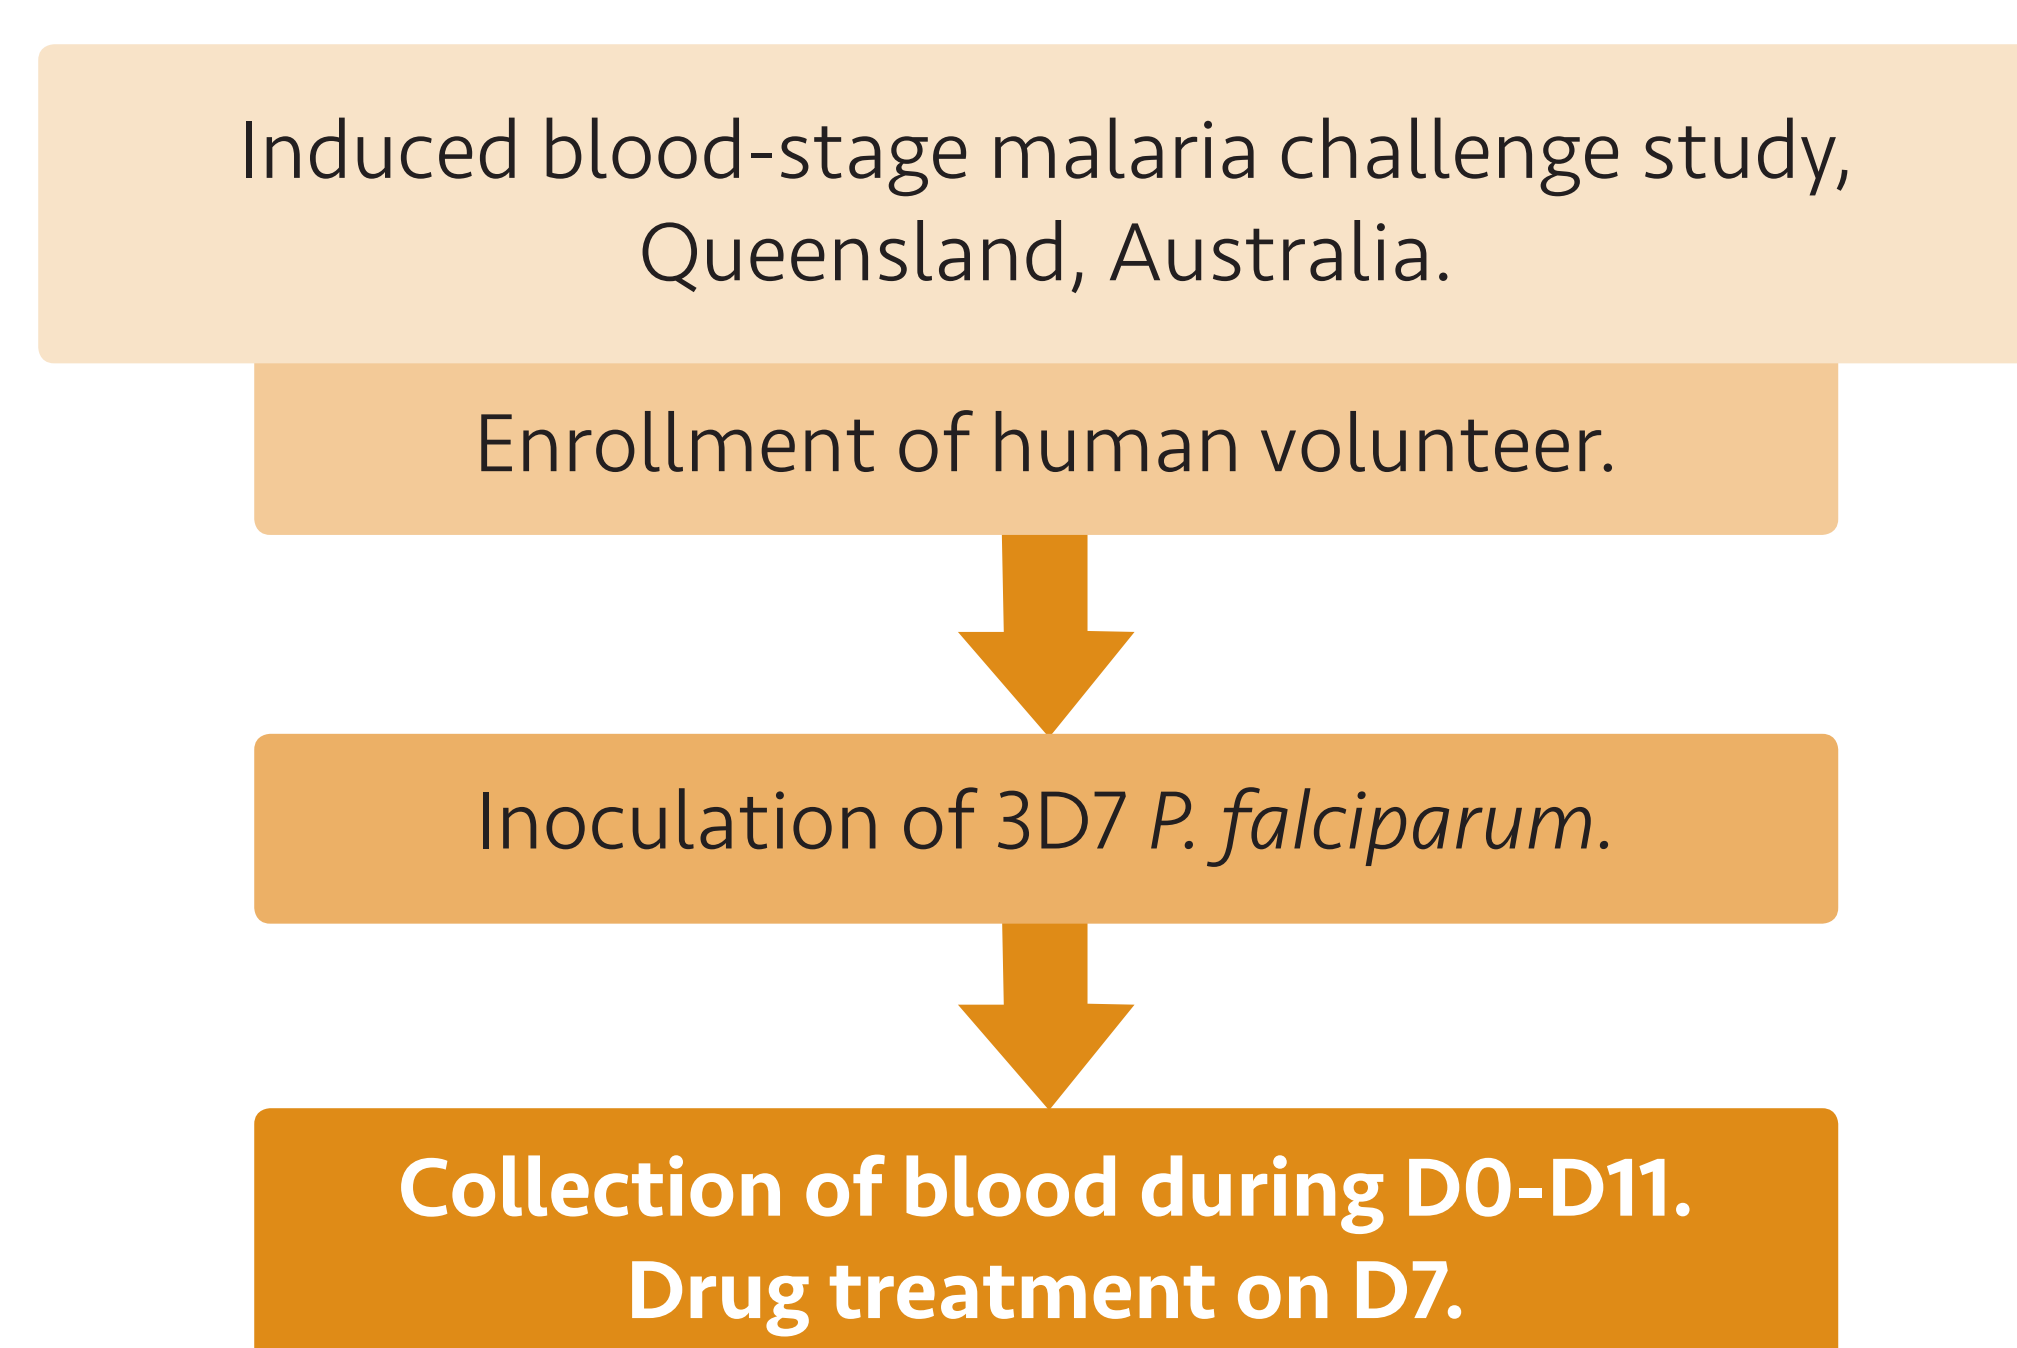 Induced blood-stage malaria challenge study,
Queensland, Australia.
Enrollment of human volunteer.
Inoculation of 3D7 P. falciparum.
Collection of blood during D0-D11.
Drug treatment on D7.